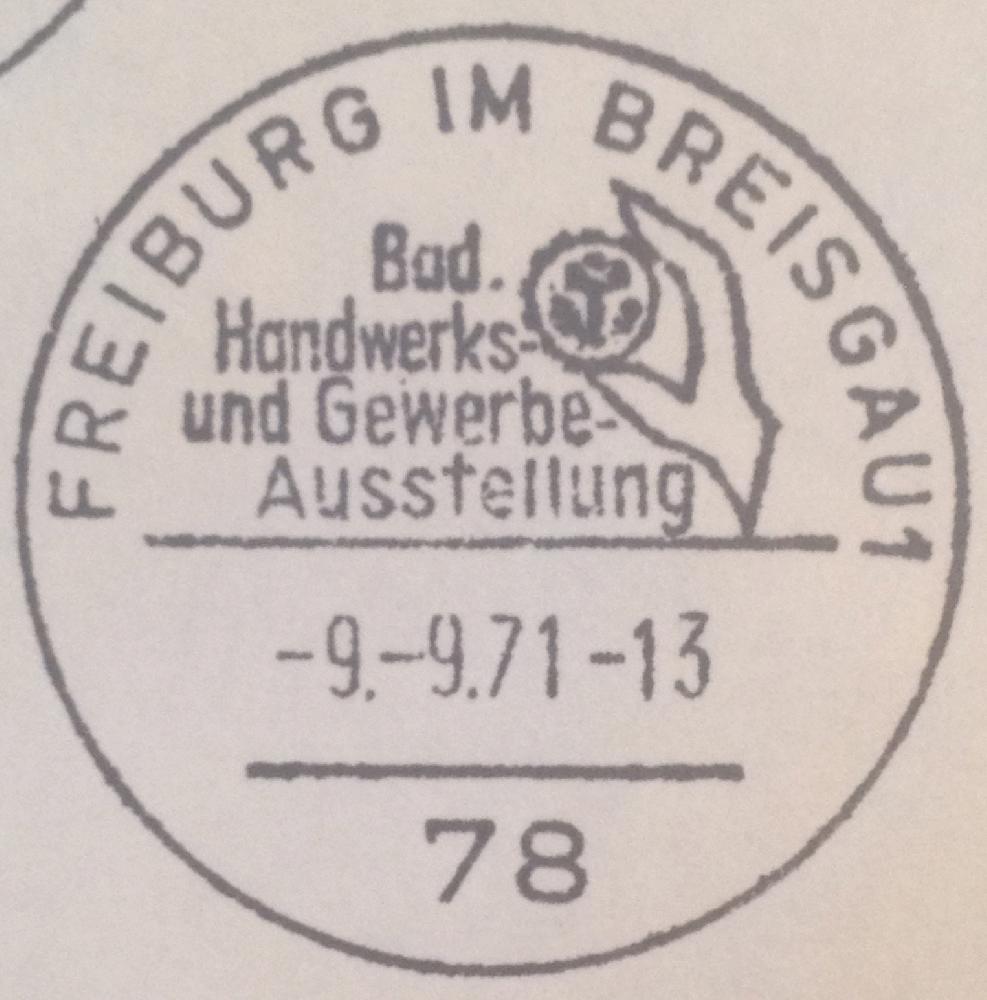 FREIBURG IM BREISGAU 1
Bad.
Handwerks-
und Gewerbe-
Ausstellung
-9.-9.71-13
78